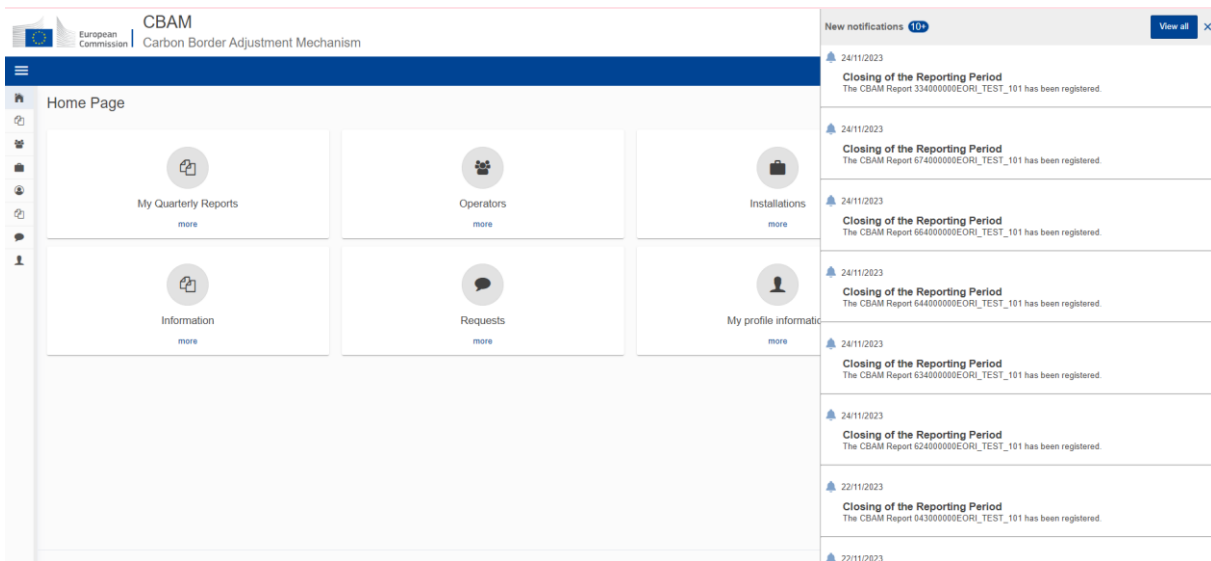 European
Commission
CBAM
Carbon Border Adjustment Mechanism
Home Page
My Quarterly Reports
more
Operators
more
Installations
more
Information
more
Requests
more
My profile informatic
more
New notifications 10+
View all
24/11/2023
Closing of the Reporting Period
The CBAM Report 334000000EORI_TEST_101 has been registered.
24/11/2023
Closing of the Reporting Period
The CBAM Report 674000000EORI_TEST_101 has been registered.
24/11/2023
Closing of the Reporting Period
The CBAM Report 664000000EORI_TEST_101 has been registered.
24/11/2023
Closing of the Reporting Period
The CBAM Report 644000000EORI_TEST_101 has been registered.
24/11/2023
Closing of the Reporting Period
The CBAM Report 634000000EORI_TEST_101 has been registered.
24/11/2023
Closing of the Reporting Period
The CBAM Report 624000000EORI_TEST_101 has been registered.
22/11/2023
Closing of the Reporting Period
The CBAM Report 043000000EORI_TEST_101 has been registered.
22/11/2023